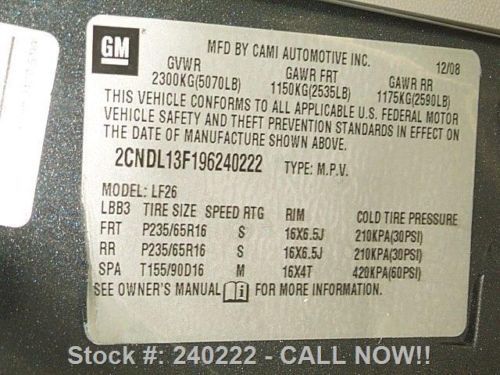 GM
MFD BY CAMI AUTOMOTIVE INC.
12/08
GVWR GAWR FRT GAWR RR
2300KG(5070LB) 1150KG(2535LB) 1175KG(2590LB)
THIS VEHICLE CONFORMS TO ALL APPLICABLE U.S. FEDERAL MOTOR
VEHICLE SAFETY AND THEFT PREVENTION STANDARDS IN EFFECT ON
THE DATE OF MANUFACTURE SHOWN ABOVE.
2CNDL13F196240222 TYPE: M.P.V.
MODEL: LF26
LBB3 TIRE SIZE SPEED RTG RIM COLD TIRE PRESSURE
FRT P235/65R16 S 16X6.5J 210KPA(30PSI)
RR P235/65R16 S 16X6.5J 210KPA(30PSI)
SPA T155/90D16 M 16X4T 420KPA(60PSI)
SEE OWNER'S MANUAL i FOR MORE INFORMATION.
Stock #: 240222 - CALL NOW!!